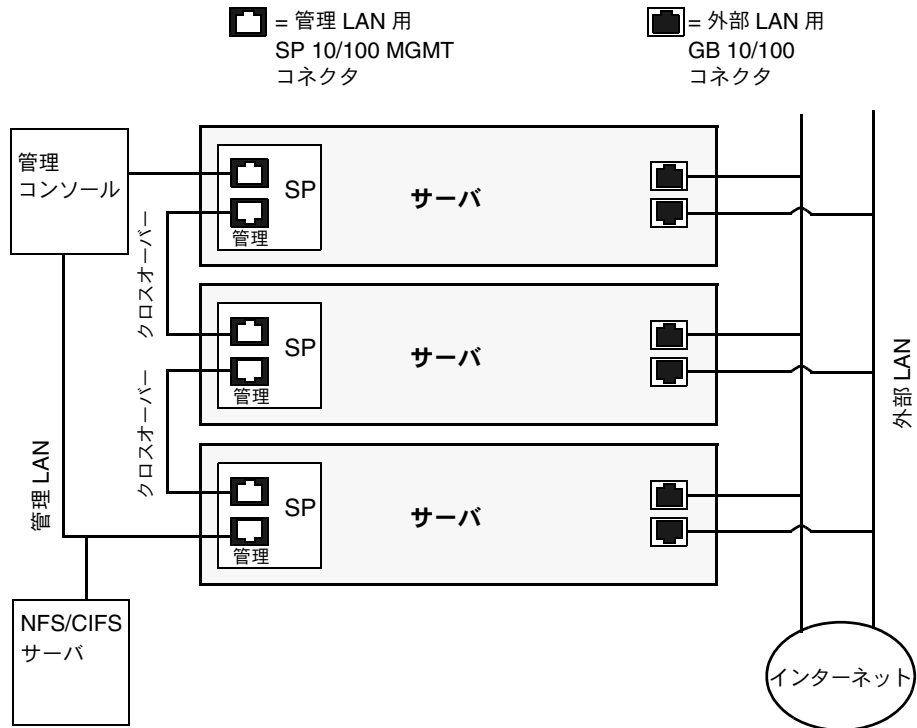 = 管理 LAN 用
SP 10/100 MGMT
コネクタ
= 外部 LAN 用
GB 10/100
コネクタ
管理
コンソール
SP
管理
サーバ
クロスオーバー
SP
管理
サーバ
クロスオーバー
SP
管理
サーバ
管理 LAN
外部 LAN
NFS/CIFS
サーバ
インターネット